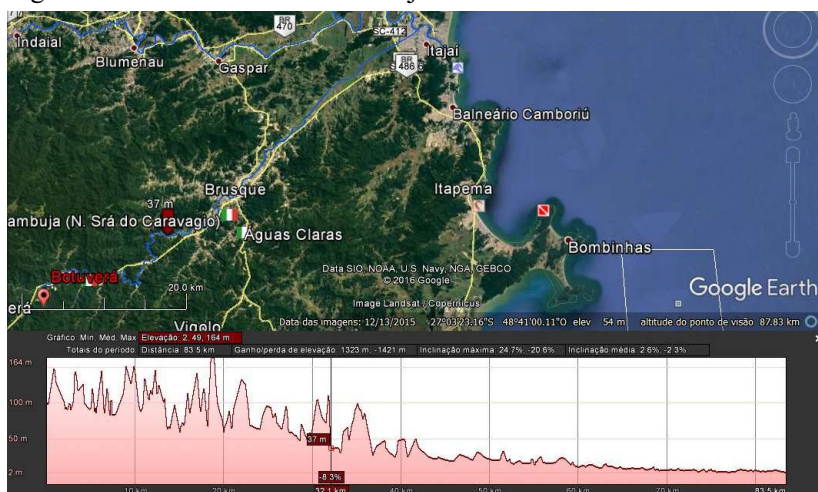 BR
470
SC-412
Indaial
Itajaí
Blumenau
Gaspar
BR
486
Balneário Camboriú
Brusque
Itapema
37 m
ambuja (N. Srá do Caravagio)
Águas Claras
Bombinhas
Botuverá
20.0 km
erá
Data SIO, NOAA, U.S. Navy, NGA, GEBCO
© 2016 Google
Google Earth
Image Landsat / Copernicus
Vígolo
Data das imagens: 12/13/2015 27°03'23.16"S 48°41'00.11"O elev 54 m altitude do ponto de visão 87.83 km
Gráfico: Mín, Méd, Máx Elevação: 2, 49, 164 m
Totais do período: Distância: 83.5 km Ganho/perda de elevação: 1323 m, -1421 m Inclinação máxima: 24.7%, -20.6% Inclinação média: 2.6%, -2.3%
164 m
100 m
50 m
37 m
2 m
-8.3%
10 km 20 km 32.1 km 40 km 50 km 60 km 70 km 83.5 km